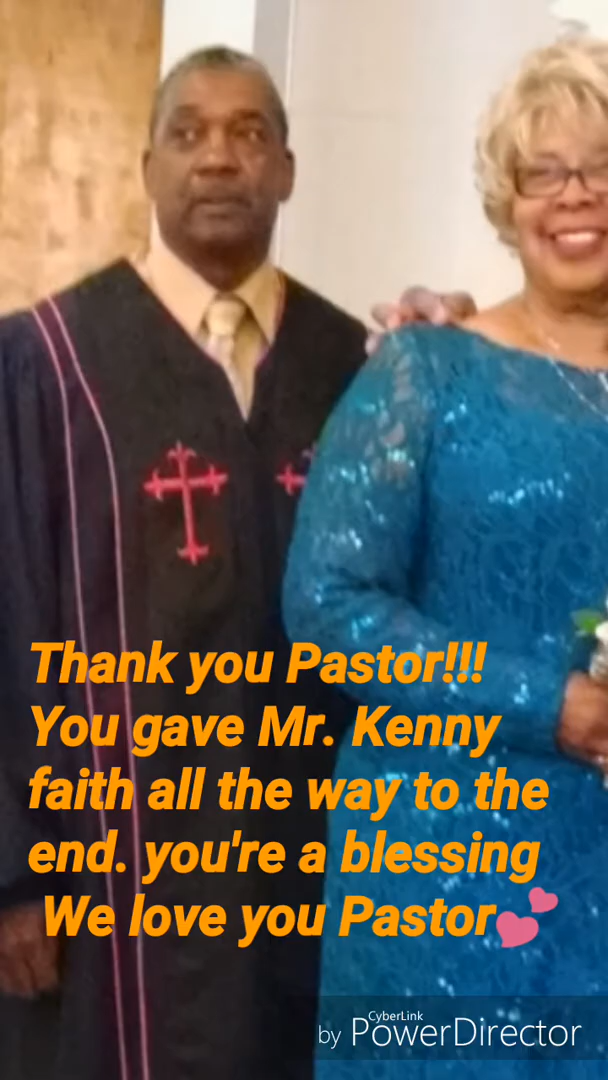 Thank you Pastor!!!
You gave Mr. Kenny
faith all the way to the
end. you're a blessing
We love you Pastor💕
CyberLink
by PowerDirector